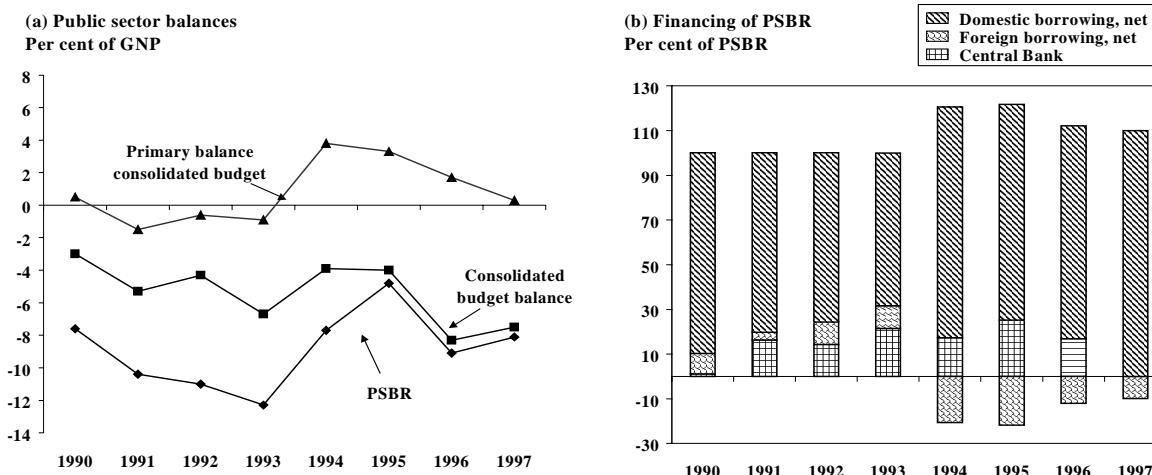 (a) Public sector balances
Per cent of GNP
8
6
4
2
0
-2
-4
-6
-8
-10
-12
-14
Primary balance
consolidated budget
Consolidated
budget balance
PSBR
1990 1991 1992 1993 1994 1995 1996 1997
(b) Financing of PSBR
Per cent of PSBR
Domestic borrowing, net
Foreign borrowing, net
Central Bank
130
110
90
70
50
30
10
-10
-30
1990 1991 1992 1993 1994 1995 1996 1997